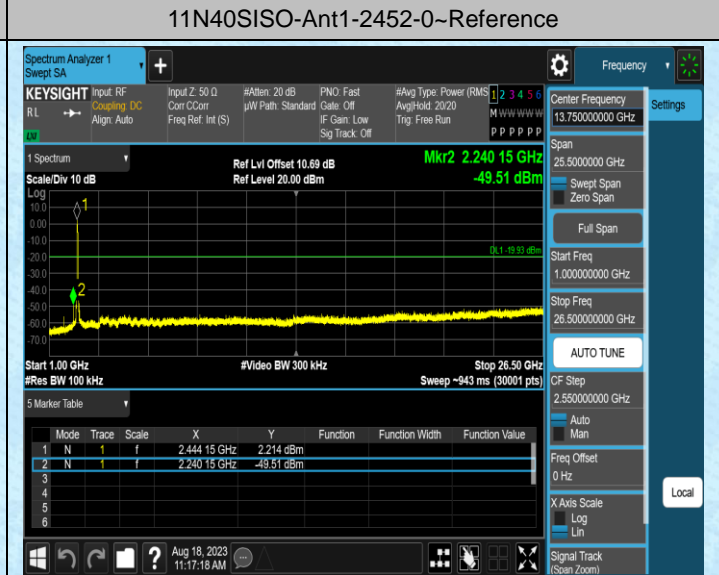 11N40SISO-Ant1-2452-0~Reference
Spectrum Analyzer 1
Swept SA
Frequency
KEYSIGHT
RL
LXI
Input: RF
Coupling: DC
Align: Auto
Input Z: 50 Ω
Corr CCorr
Freq Ref: Int (S)
#Atten: 20 dB
µW Path: Standard
PNO: Fast
Gate: Off
IF Gain: Low
Sig Track: Off
#Avg Type: Power (RMS
Avg|Hold: 20/20
Trig: Free Run
1 2 3 4 5 6
M W W W W W
P P P P P P
Center Frequency
13.75000000 GHz
Settings
1 Spectrum
Scale/Div 10 dB
Ref Lvl Offset 10.69 dB
Ref Level 20.00 dBm
Mkr2 2.240 15 GHz
-49.51 dBm
Span
25.5000000 GHz
Swept Span
Zero Span
Full Span
Start Freq
1.000000000 GHz
Stop Freq
26.500000000 GHz
AUTO TUNE
CF Step
2.550000000 GHz
Auto
Man
Freq Offset
0 Hz
X Axis Scale
Log
Lin
Signal Track
(Span Zoom)
Local
Log
10.0
0.00
-10.0
-20.0
-30.0
-40.0
-50.0
-60.0
-70.0
1
2
DL1 -19.93 dBm
Start 1.00 GHz
#Res BW 100 kHz
#Video BW 300 kHz
Stop 26.50 GHz
Sweep ~943 ms (30001 pts)
5 Marker Table
Mode Trace Scale X Y Function Function Width Function Value
1 N 1 f 2.444 15 GHz 2.214 dBm
2 N 1 f 2.240 15 GHz -49.51 dBm
3
4
5
6
?
Aug 18, 2023
11:17:18 AM